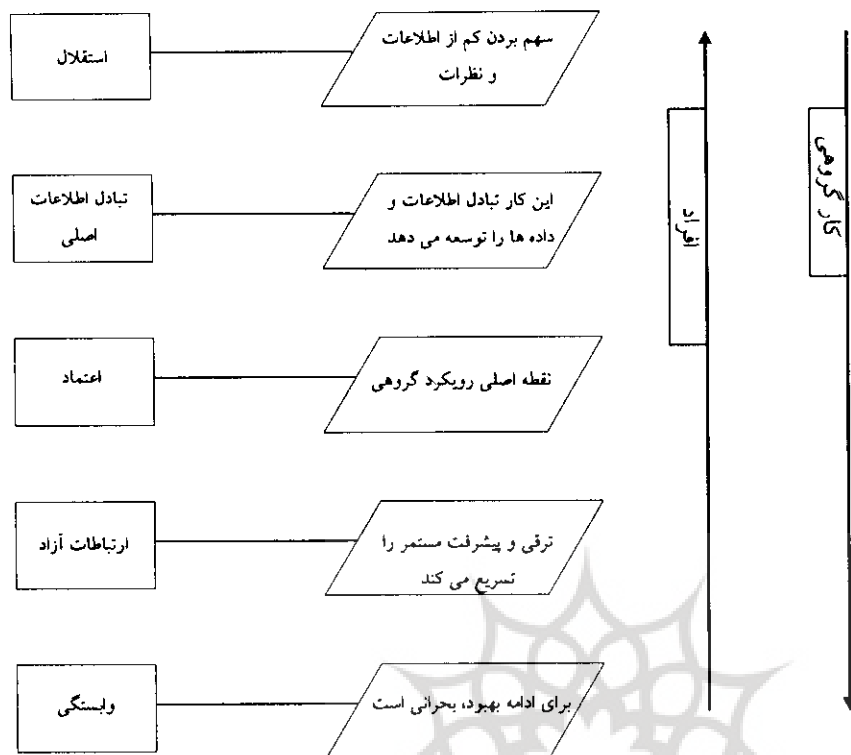 سهم بردن کم از اطلاعات
و نظرات
استقلال
این کار تبادل اطلاعات و
داده ها را توسعه می دهد
تبادل اطلاعات
اصلی
نقطه اصلی رویکرد گروهی
اعتماد
ترقی و پیشرفت مستمر را
تسریع می کند
ارتباطات آزاد
برای ادامه بهبود، بحرانی است
وابستگی
افراد
کار گروهی